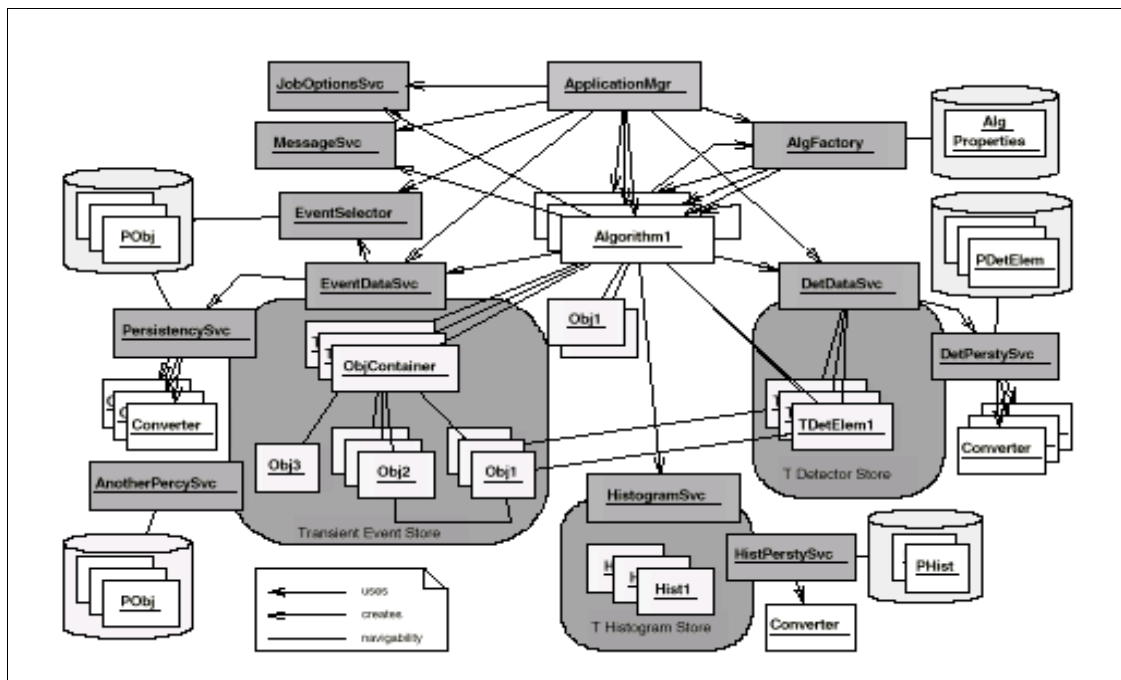 JobOptionsSvc
ApplicationMgr
Alg
Properties
MessageSvc
AlgFactory
EventSelector
PObj
Algorithm1
PDetElem
EventDataSvc
DetDataSvc
PersistencySvc
Obj1
T
T
ObjContainer
DetPerstySvc
Converter
T
T
TDetElem1
Converter
Obj3
Obj2
Obj1
AnotherPercySvc
T Detector Store
HistogramSvc
Transient Event Store
HistPerstySvc
PHist
PObj
H
H
Hist1
uses
creates
navigability
T Histogram Store
Converter